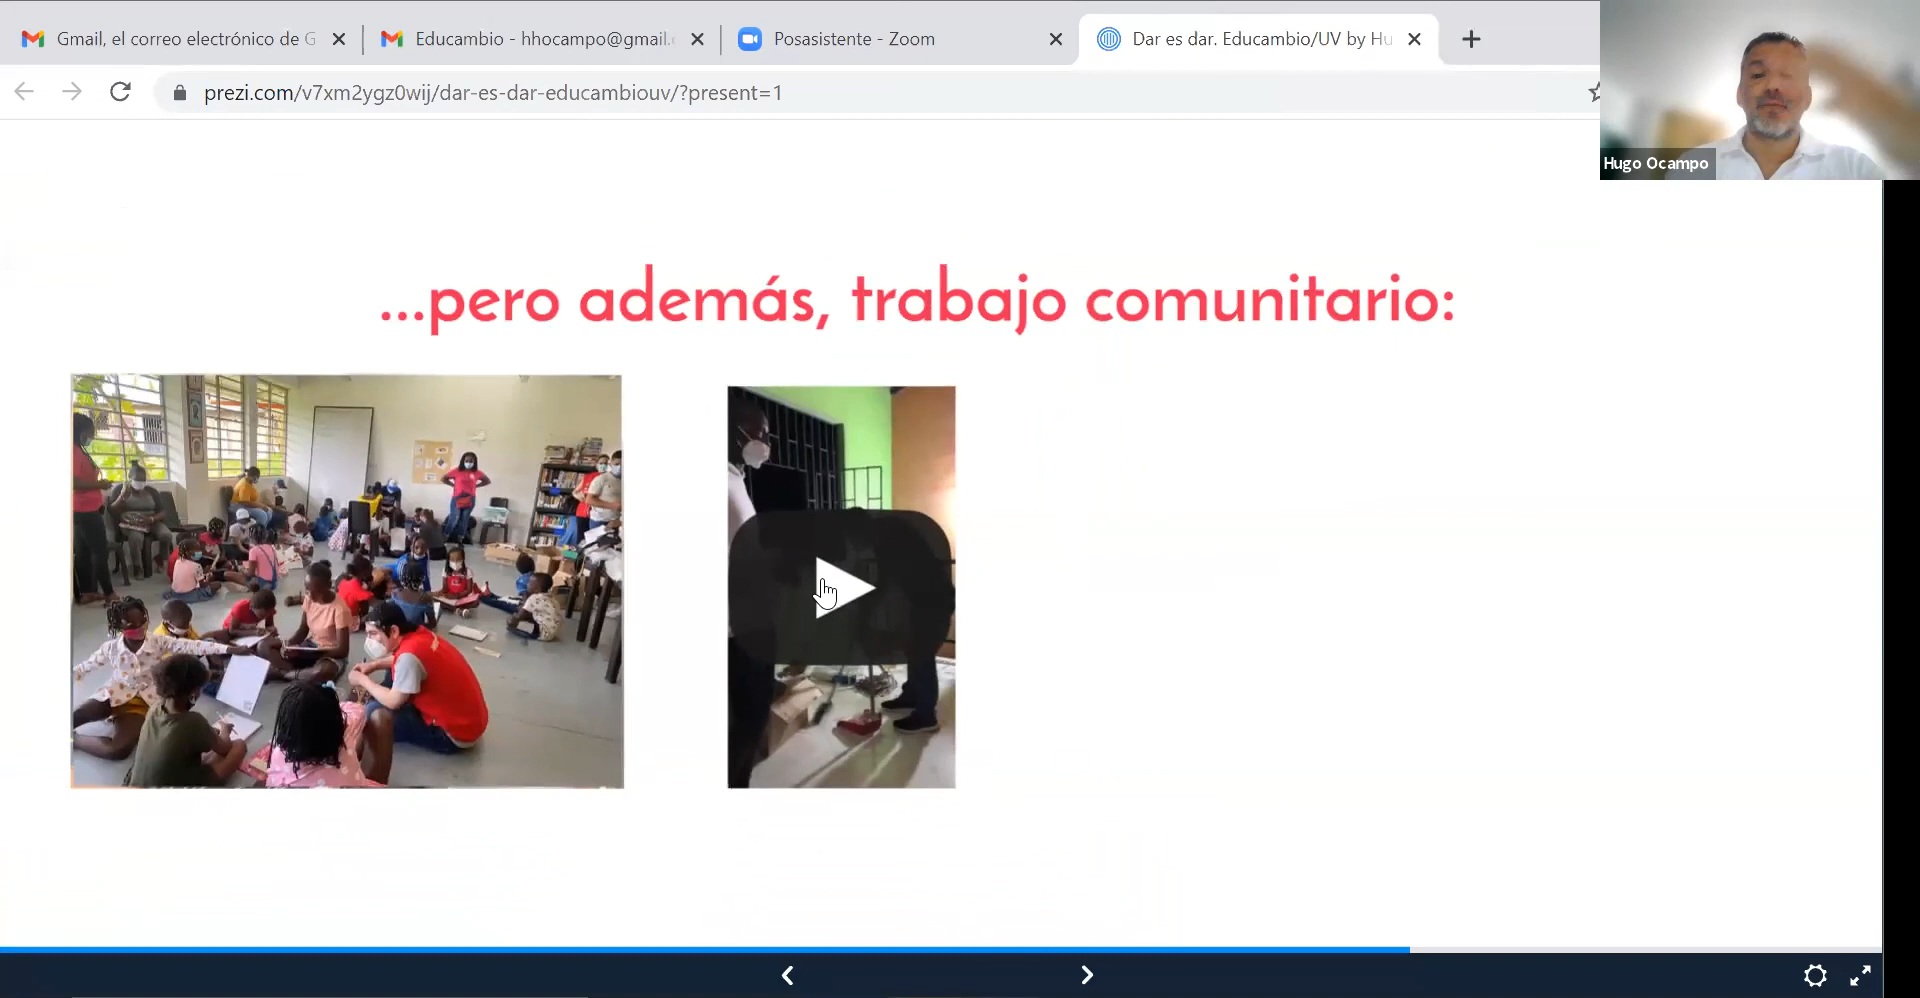 Gmail, el correo electrónico de G
Educambio - hhocampo@gmail.
Posasistente - Zoom
Dar es dar. Educambio/UV by Hu
prezi.com/v7xm2ygz0wij/dar-es-dar-educambiouv/?present=1
Hugo Ocampo
...pero además, trabajo comunitario: